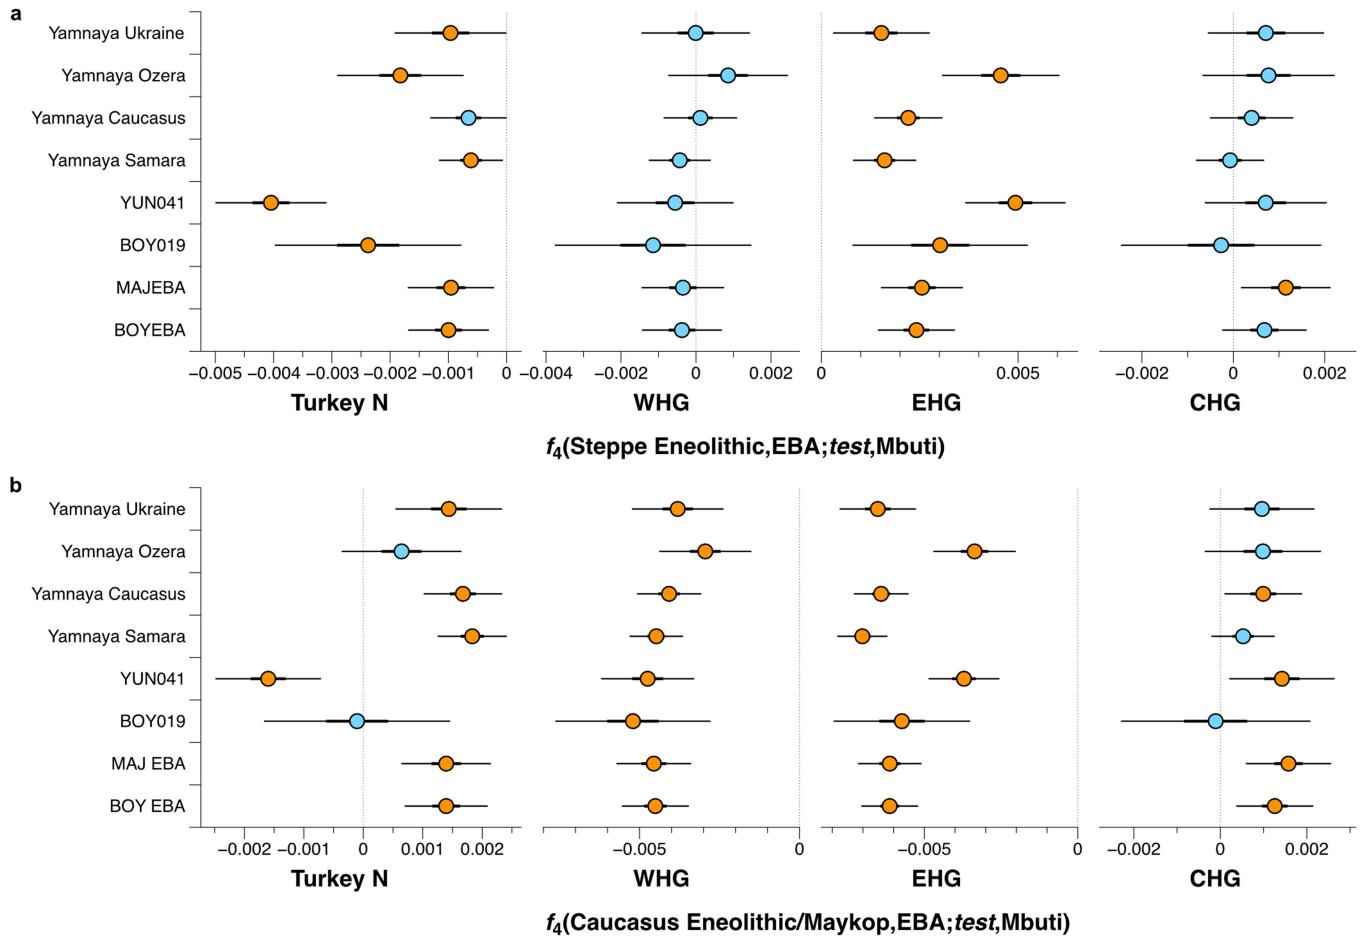 a
Yamnaya Ukraine
Yamnaya Ozera
Yamnaya Caucasus
Yamnaya Samara
YUN041
BOY019
MAJEBA
BOYEBA
−0.005 −0.004 −0.003 −0.002 −0.001 0 −0.004 −0.002 0 0.002 0 0.005 −0.002 0 0.002
Turkey N WHG EHG CHG
f4(Steppe Eneolithic,EBA;test,Mbuti)
b
Yamnaya Ukraine
Yamnaya Ozera
Yamnaya Caucasus
Yamnaya Samara
YUN041
BOY019
MAJ EBA
BOY EBA
−0.002 −0.001 0 0.001 0.002 −0.005 0 −0.005 0 −0.002 0 0.002
Turkey N WHG EHG CHG
f4(Caucasus Eneolithic/Maykop,EBA;test,Mbuti)